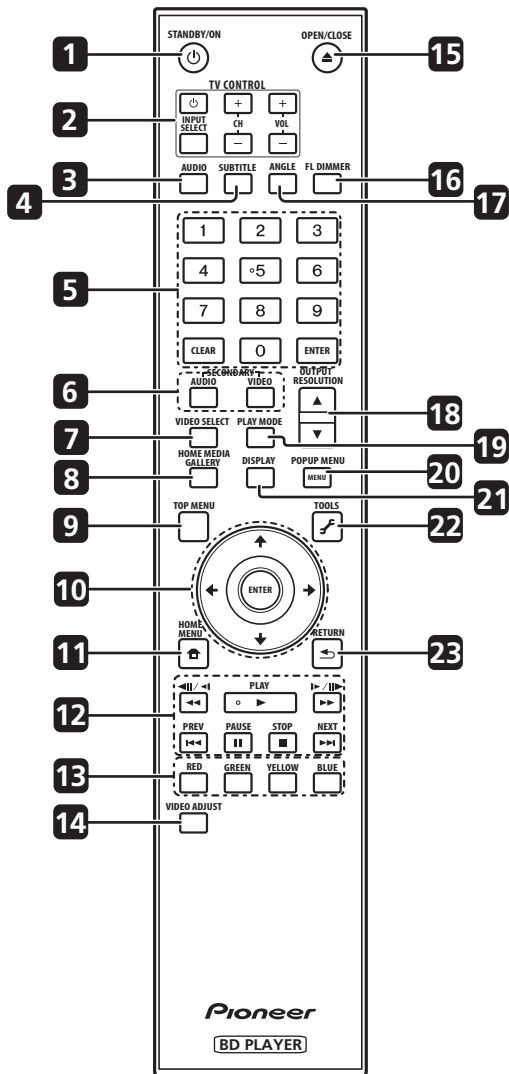 STANDBY/ON OPEN/CLOSE
1 15
TV CONTROL
2 INPUT SELECT + CH − + VOL −
AUDIO SUBTITLE ANGLE FL DIMMER
3 16
4 17
1 2 3
4 5 6
5
7 8 9
CLEAR 0 ENTER
SECONDARY OUTPUT
AUDIO VIDEO RESOLUTION
6 18
VIDEO SELECT PLAY MODE
7 19
HOME MEDIA GALLERY DISPLAY POPUP MENU
MENU
8 20
21
TOP MENU TOOLS
9 22
10 ENTER
HOME MENU RETURN
11 23
PLAY
12
PREV PAUSE STOP NEXT
RED GREEN YELLOW BLUE
13
VIDEO ADJUST
14
Pioneer
BD PLAYER